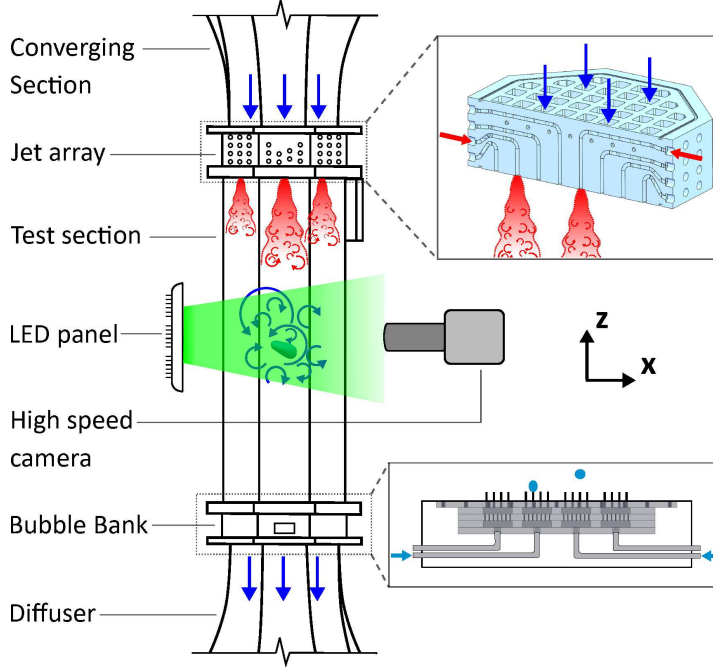 Converging
Section
Jet array
Test section
LED panel
High speed
camera
Bubble Bank
Diffuser
z
x